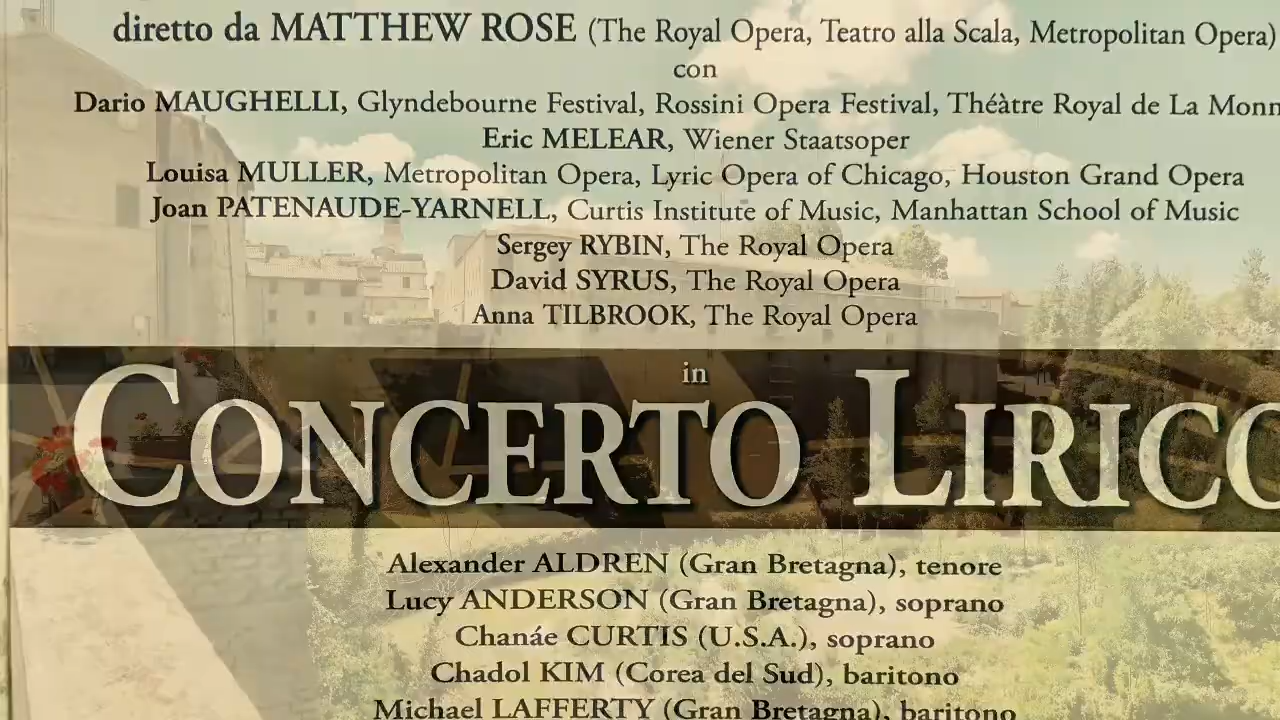 diretto da MATTHEW ROSE (The Royal Opera, Teatro alla Scala, Metropolitan Opera)
con
Dario MAUGHELLI, Glyndebourne Festival, Rossini Opera Festival, Théàtre Royal de La Monn
Eric MELEAR, Wiener Staatsoper
Louisa MULLER, Metropolitan Opera, Lyric Opera of Chicago, Houston Grand Opera
Joan PATENAUDE-YARNELL, Curtis Institute of Music, Manhattan School of Music
Sergey RYBIN, The Royal Opera
David SYRUS, The Royal Opera
Anna TILBROOK, The Royal Opera
in
CONCERTO LIRICO
Alexander ALDREN (Gran Bretagna), tenore
Lucy ANDERSON (Gran Bretagna), soprano
Chanáe CURTIS (U.S.A.), soprano
Chadol KIM (Corea del Sud), baritono
Michael LAFFERTY (Gran Bretagna), baritono